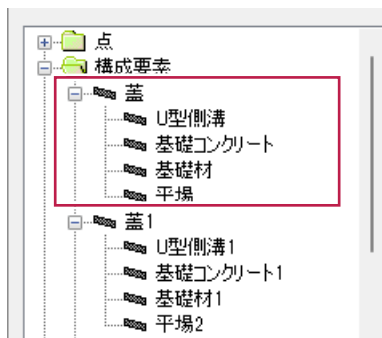 点
構成要素
蓋
U型側溝
基礎コンクリート
基礎材
平場
蓋1
U型側溝1
基礎コンクリート1
基礎材1
平場2